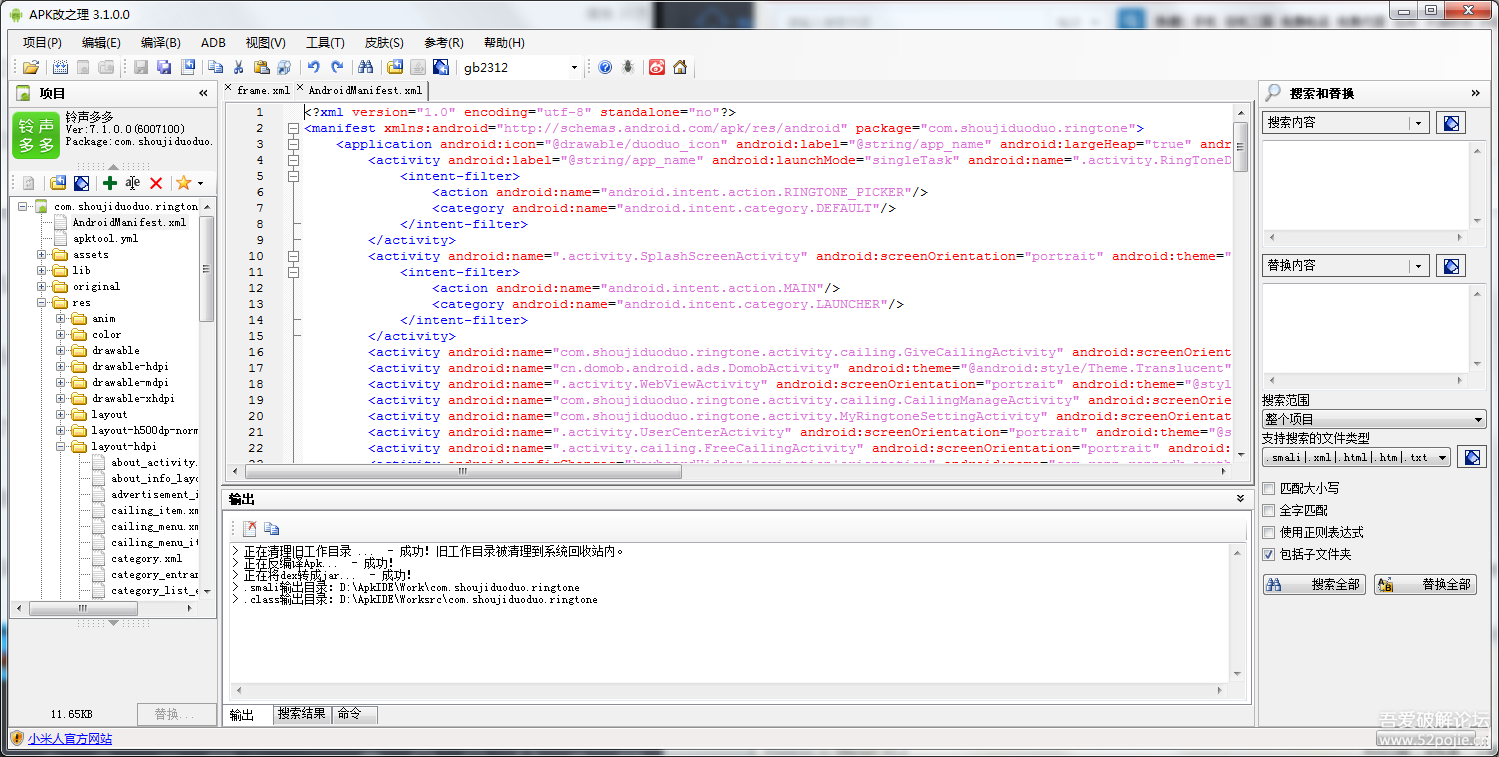 APK改之理 3.1.0.0
项目(P) 编辑(E) 编译(B) ADB 视图(V) 工具(T) 皮肤(S) 参考(R) 帮助(H)
gb2312
项目 «
铃声多多
铃声多多
Ver:7.1.0.0(6007100)
Package:com.shoujiduoduo.
com.shoujiduoduo.rington
AndroidManifest.xml
apktool.yml
assets
lib
original
res
anim
color
drawable
drawable-hdpi
drawable-mdpi
drawable-xhdpi
layout
layout-h500dp-norm
layout-hdpi
about_activity.
about_info_layo
advertisement_i
cailing_item.xm
cailing_menu.xm
cailing_menu_it
category.xml
category_entran
category_list_e
11.65KB 替换...
小米人官方网站
frame.xml AndroidManifest.xml
1 <?xml version="1.0" encoding="utf-8" standalone="no"?>
2 <manifest xmlns:android="http://schemas.android.com/apk/res/android" package="com.shoujiduoduo.ringtone">
3 <application android:icon="@drawable/duoduo_icon" android:label="@string/app_name" android:largeHeap="true" andr
4 <activity android:label="@string/app_name" android:launchMode="singleTask" android:name=".activity.RingToneD
5 <intent-filter>
6 <action android:name="android.intent.action.RINGTONE_PICKER"/>
7 <category android:name="android.intent.category.DEFAULT"/>
8 </intent-filter>
9 </activity>
10 <activity android:name=".activity.SplashScreenActivity" android:screenOrientation="portrait" android:theme="
11 <intent-filter>
12 <action android:name="android.intent.action.MAIN"/>
13 <category android:name="android.intent.category.LAUNCHER"/>
14 </intent-filter>
15 </activity>
16 <activity android:name="com.shoujiduoduo.ringtone.activity.cailing.GiveCailingActivity" android:screenOrient
17 <activity android:name="cn.domob.android.ads.DomobActivity" android:theme="@android:style/Theme.Translucent"
18 <activity android:name=".activity.WebViewActivity" android:screenOrientation="portrait" android:theme="@styl
19 <activity android:name="com.shoujiduoduo.ringtone.activity.cailing.CailingManageActivity" android:screenOrie
20 <activity android:name="com.shoujiduoduo.ringtone.activity.MyRingtoneSettingActivity" android:screenOrientat
21 <activity android:name=".activity.UserCenterActivity" android:screenOrientation="portrait" android:theme="@s
22 <activity android:name=".activity.cailing.FreeCailingActivity" android:screenOrientation="portrait" android:
输出
> 正在清理旧工作目录 ... - 成功! 旧工作目录被清理到系统回收站内。
> 正在反编译Apk... - 成功!
> 正在将dex转成jar... - 成功!
> .smali输出目录: D:\ApkIDE\Work\com.shoujiduoduo.ringtone
> .class输出目录: D:\ApkIDE\Worksrc\com.shoujiduoduo.ringtone
输出 搜索结果 命令
搜索和替换 »
搜索内容
替换内容
搜索范围
整个项目
支持搜索的文件类型
.smali|.xml|.html|.htm|.txt
匹配大小写
全字匹配
使用正则表达式
包括子文件夹
搜索全部 替换全部
吾爱破解论坛
www.52pojie.cn